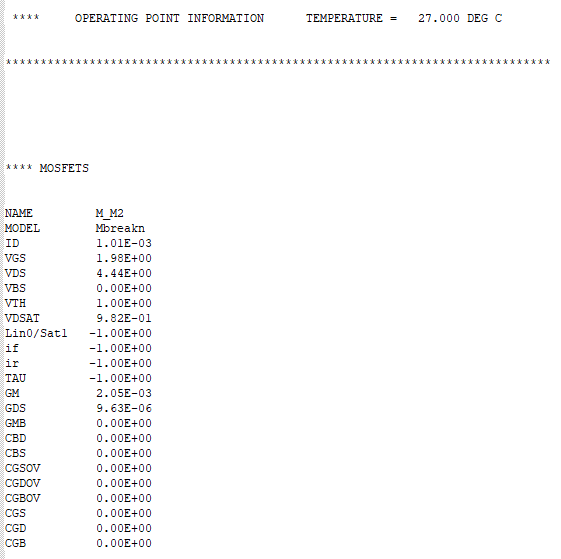 **** OPERATING POINT INFORMATION TEMPERATURE = 27.000 DEG C
******************************************************************************
**** MOSFETS
NAME M_M2
MODEL Mbreakn
ID 1.01E-03
VGS 1.98E+00
VDS 4.44E+00
VBS 0.00E+00
VTH 1.00E+00
VDSAT 9.82E-01
Lin0/Sat1 -1.00E+00
if -1.00E+00
ir -1.00E+00
TAU -1.00E+00
GM 2.05E-03
GDS 9.63E-06
GMB 0.00E+00
CBD 0.00E+00
CBS 0.00E+00
CGSOV 0.00E+00
CGDOV 0.00E+00
CGBOV 0.00E+00
CGS 0.00E+00
CGD 0.00E+00
CGB 0.00E+00